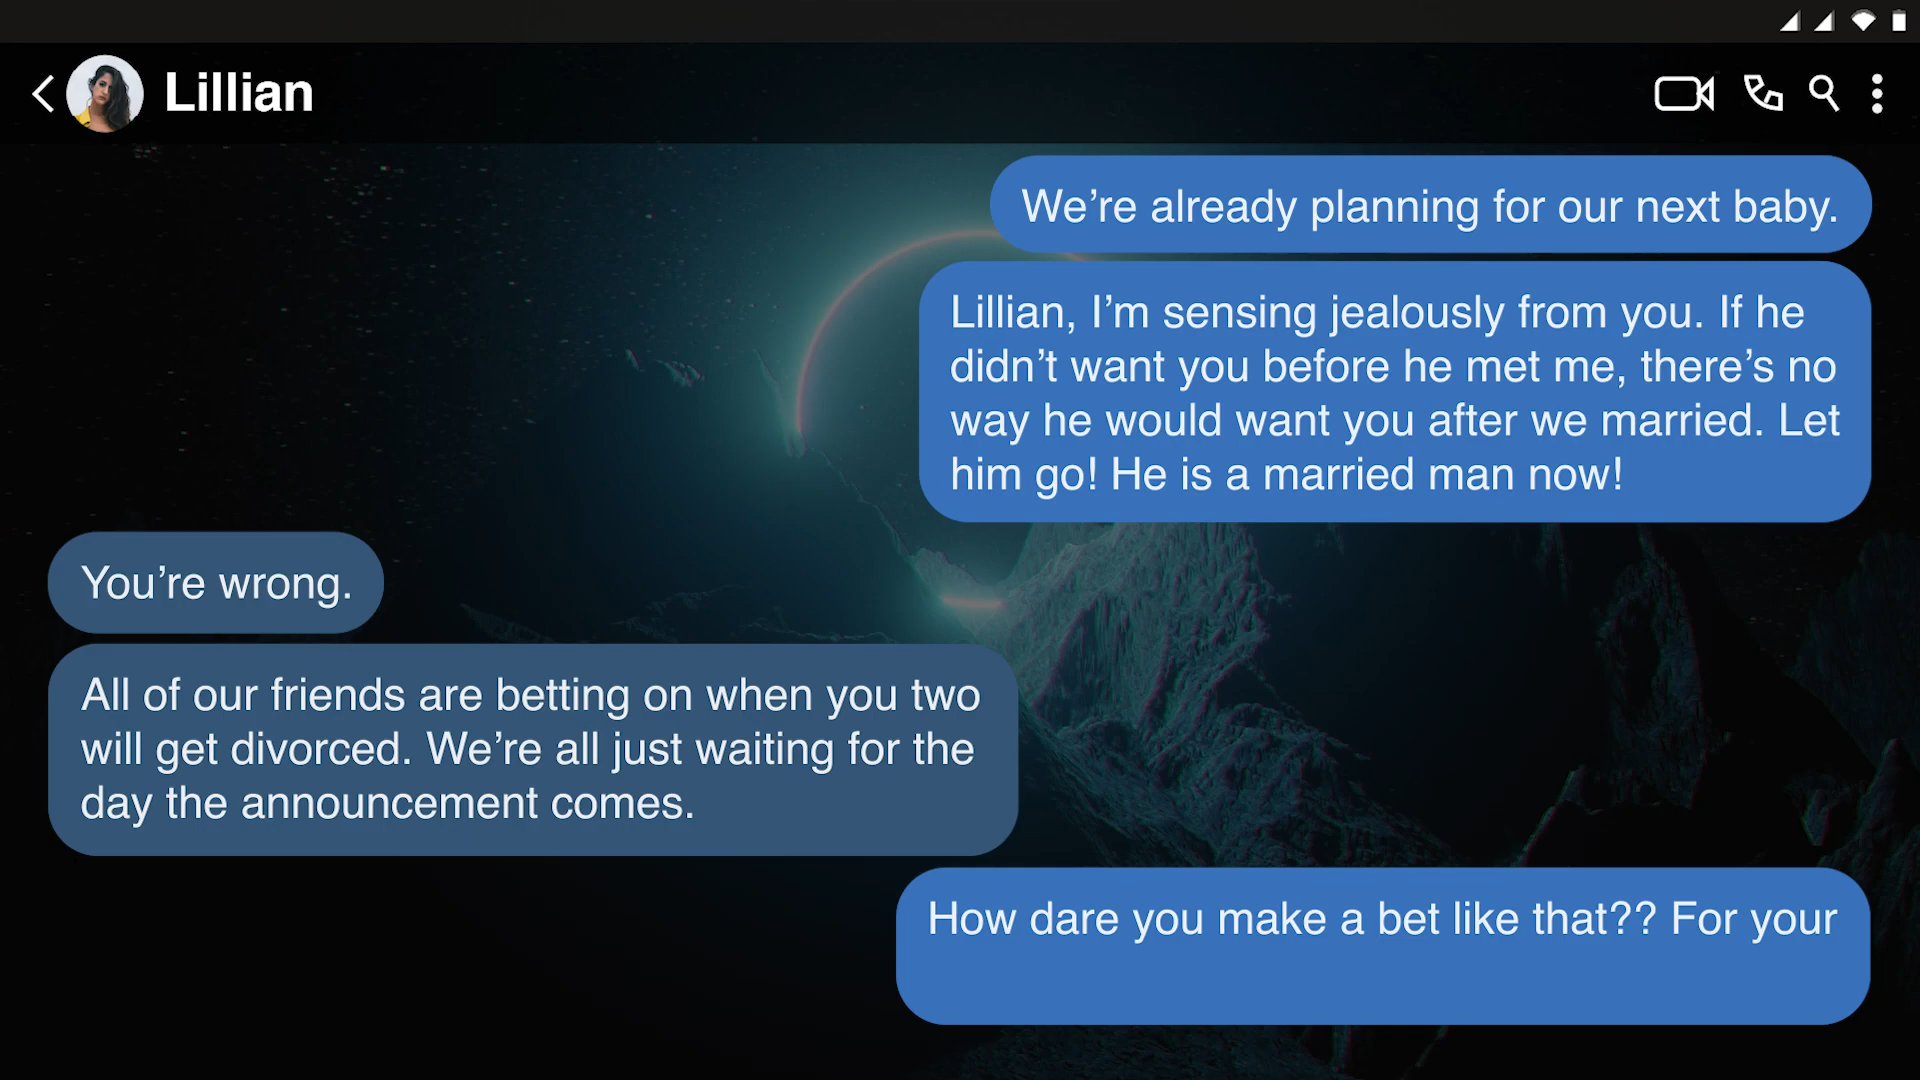 Lillian
We’re already planning for our next baby.
Lillian, I’m sensing jealously from you. If he
didn’t want you before he met me, there’s no
way he would want you after we married. Let
him go! He is a married man now!
You’re wrong.
All of our friends are betting on when you two
will get divorced. We’re all just waiting for the
day the announcement comes.
How dare you make a bet like that?? For your